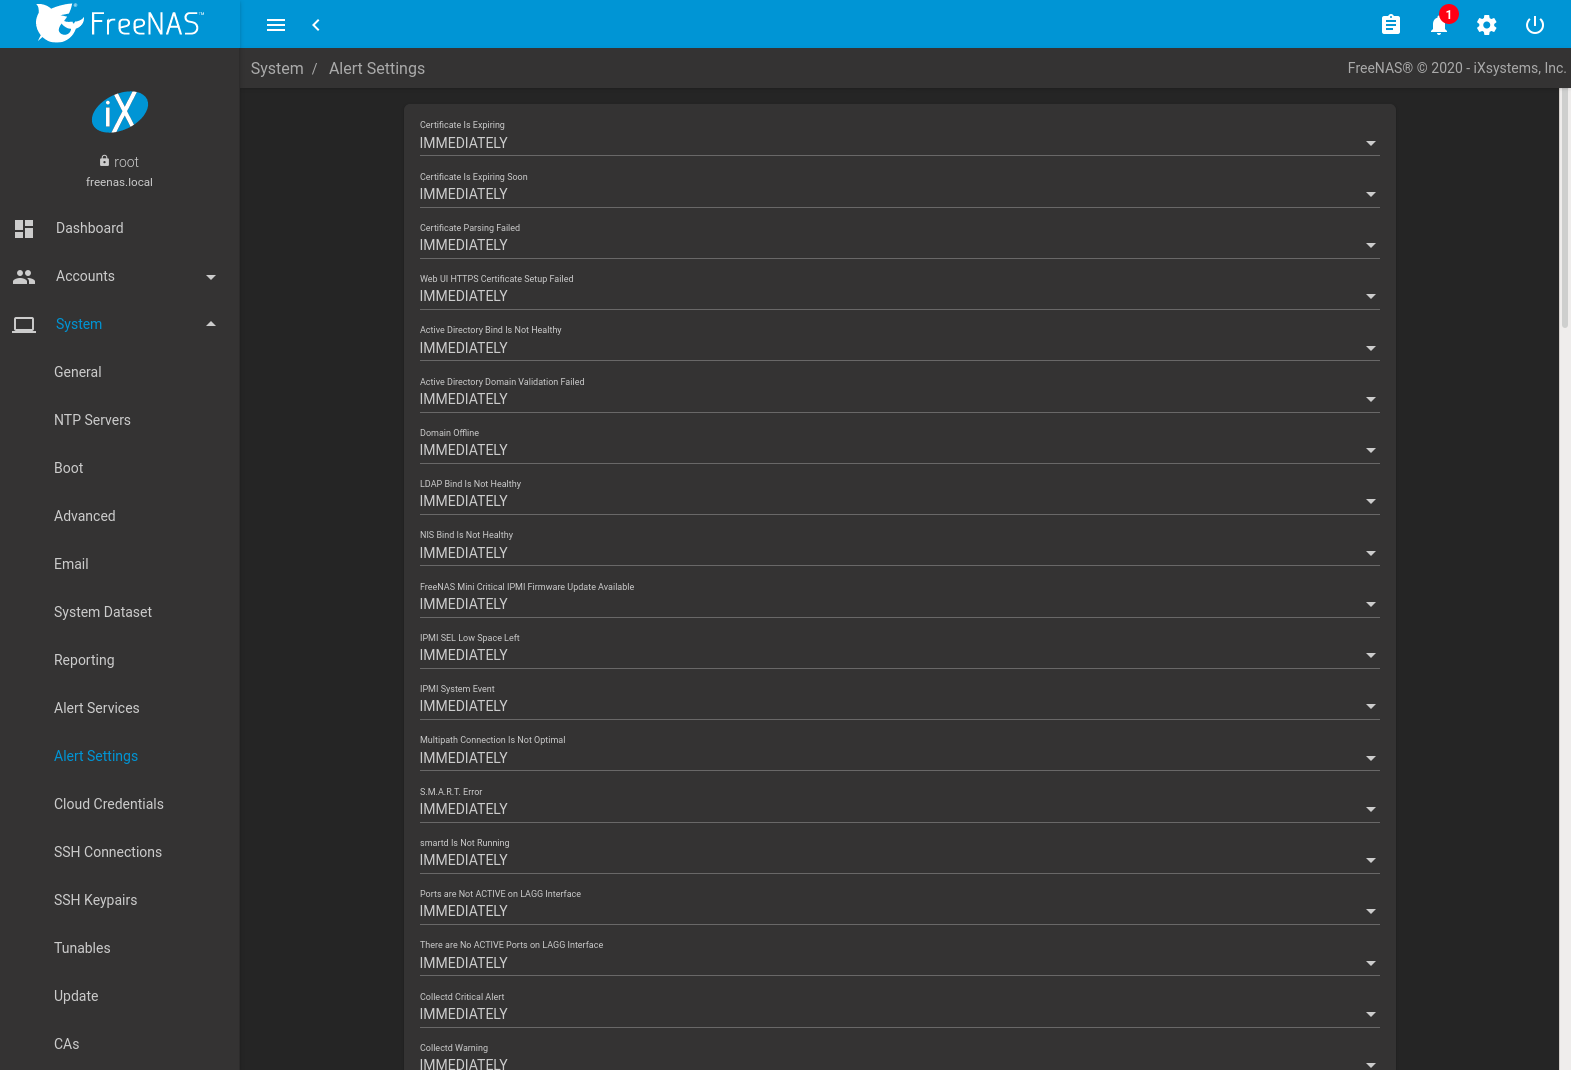 FreeNAS™
1
System / Alert Settings
FreeNAS® © 2020 - iXsystems, Inc.
iX
root
freenas.local
Dashboard
Accounts
System
General
NTP Servers
Boot
Advanced
Email
System Dataset
Reporting
Alert Services
Alert Settings
Cloud Credentials
SSH Connections
SSH Keypairs
Tunables
Update
CAs
Certificate Is Expiring
IMMEDIATELY
Certificate Is Expiring Soon
IMMEDIATELY
Certificate Parsing Failed
IMMEDIATELY
Web UI HTTPS Certificate Setup Failed
IMMEDIATELY
Active Directory Bind Is Not Healthy
IMMEDIATELY
Active Directory Domain Validation Failed
IMMEDIATELY
Domain Offline
IMMEDIATELY
LDAP Bind Is Not Healthy
IMMEDIATELY
NIS Bind Is Not Healthy
IMMEDIATELY
FreeNAS Mini Critical IPMI Firmware Update Available
IMMEDIATELY
IPMI SEL Low Space Left
IMMEDIATELY
IPMI System Event
IMMEDIATELY
Multipath Connection Is Not Optimal
IMMEDIATELY
S.M.A.R.T. Error
IMMEDIATELY
smartd Is Not Running
IMMEDIATELY
Ports are Not ACTIVE on LAGG Interface
IMMEDIATELY
There are No ACTIVE Ports on LAGG Interface
IMMEDIATELY
Collectd Critical Alert
IMMEDIATELY
Collectd Warning
IMMEDIATELY